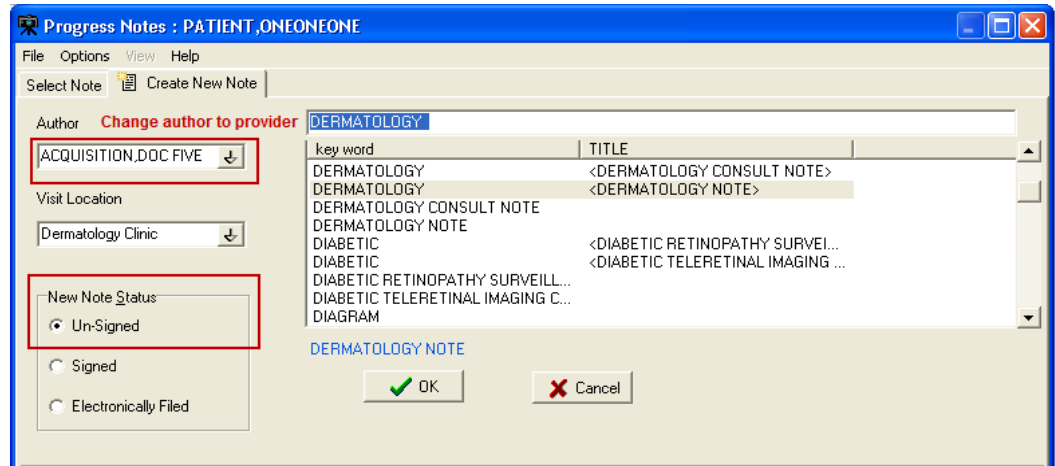 Progress Notes : PATIENT,ONEONEONE
File Options View Help
Select Note Create New Note
Author Change author to provider DERMATOLOGY
ACQUISITION,DOC FIVE
key word TITLE
DERMATOLOGY <DERMATOLOGY CONSULT NOTE>
DERMATOLOGY <DERMATOLOGY NOTE>
DERMATOLOGY CONSULT NOTE
DERMATOLOGY NOTE
DIABETIC <DIABETIC RETINOPATHY SURVEI...
DIABETIC <DIABETIC TELERETINAL IMAGING ...
DIABETIC RETINOPATHY SURVEILL...
DIABETIC TELERETINAL IMAGING C...
DIAGRAM
Visit Location
Dermatology Clinic
New Note Status
Un-Signed
Signed
Electronically Filed
DERMATOLOGY NOTE
OK Cancel